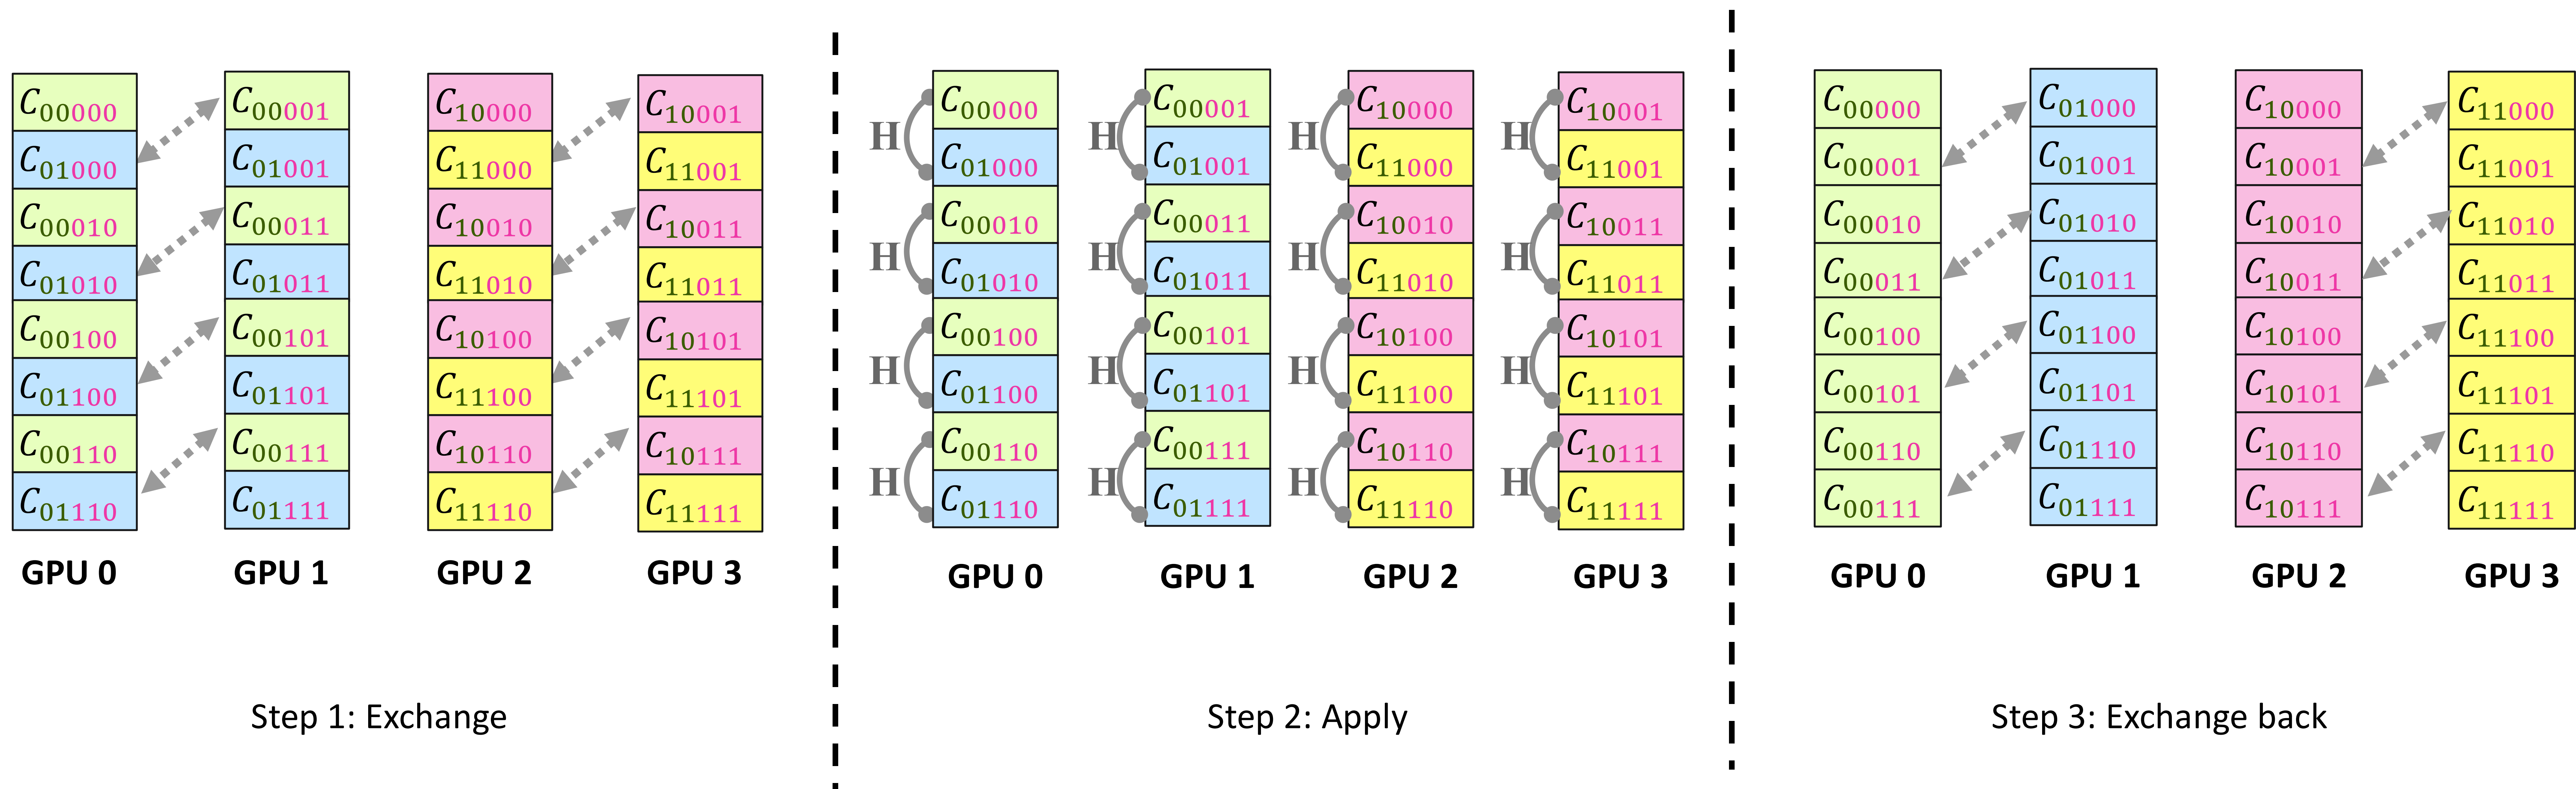 C00000 C00001 C10000 C10001
C01000 C01001 C11000 C11001
C00010 C00011 C10010 C10011
C01010 C01011 C11010 C11011
C00100 C00101 C10100 C10101
C01100 C01101 C11100 C11101
C00110 C00111 C10110 C10111
C01110 C01111 C11110 C11111
GPU 0 GPU 1 GPU 2 GPU 3
Step 1: Exchange
C00000 C00001 C10000 C10001
H H H H
C01000 C01001 C11000 C11001
C00010 C00011 C10010 C10011
H H H H
C01010 C01011 C11010 C11011
C00100 C00101 C10100 C10101
H H H H
C01100 C01101 C11100 C11101
C00110 C00111 C10110 C10111
H H H H
C01110 C01111 C11110 C11111
GPU 0 GPU 1 GPU 2 GPU 3
Step 2: Apply
C00000 C01000 C10000 C11000
C00001 C01001 C10001 C11001
C00010 C01010 C10010 C11010
C00011 C01011 C10011 C11011
C00100 C01100 C10100 C11100
C00101 C01101 C10101 C11101
C00110 C01110 C10110 C11110
C00111 C01111 C10111 C11111
GPU 0 GPU 1 GPU 2 GPU 3
Step 3: Exchange back